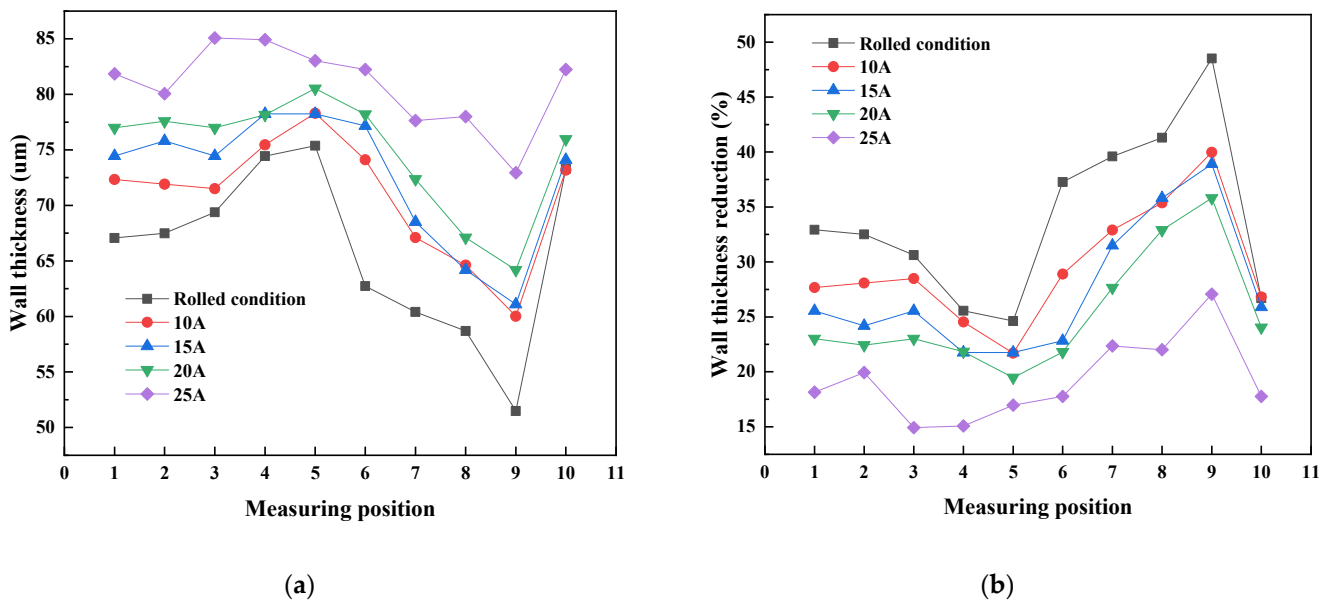 85
80
75
70
65
60
55
50
Wall thickness (um)
Rolled condition
10A
15A
20A
25A
0 1 2 3 4 5 6 7 8 9 10 11
Measuring position
(a)
50
45
40
35
30
25
20
15
Wall thickness reduction (%)
Rolled condition
10A
15A
20A
25A
0 1 2 3 4 5 6 7 8 9 10 11
Measuring position
(b)